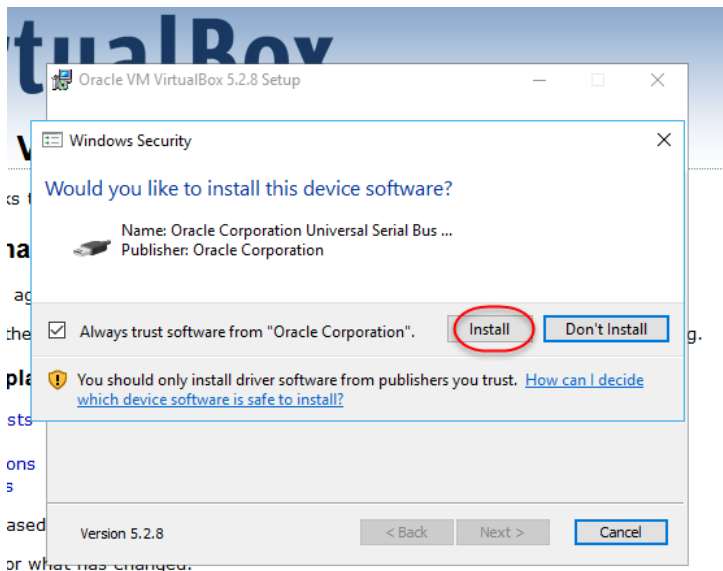 Oracle VM VirtualBox 5.2.8 Setup
Windows Security
Would you like to install this device software?
Name: Oracle Corporation Universal Serial Bus ...
Publisher: Oracle Corporation
Always trust software from "Oracle Corporation".
Install
Don't Install
You should only install driver software from publishers you trust. How can I decide
which device software is safe to install?
Version 5.2.8
< Back
Next >
Cancel